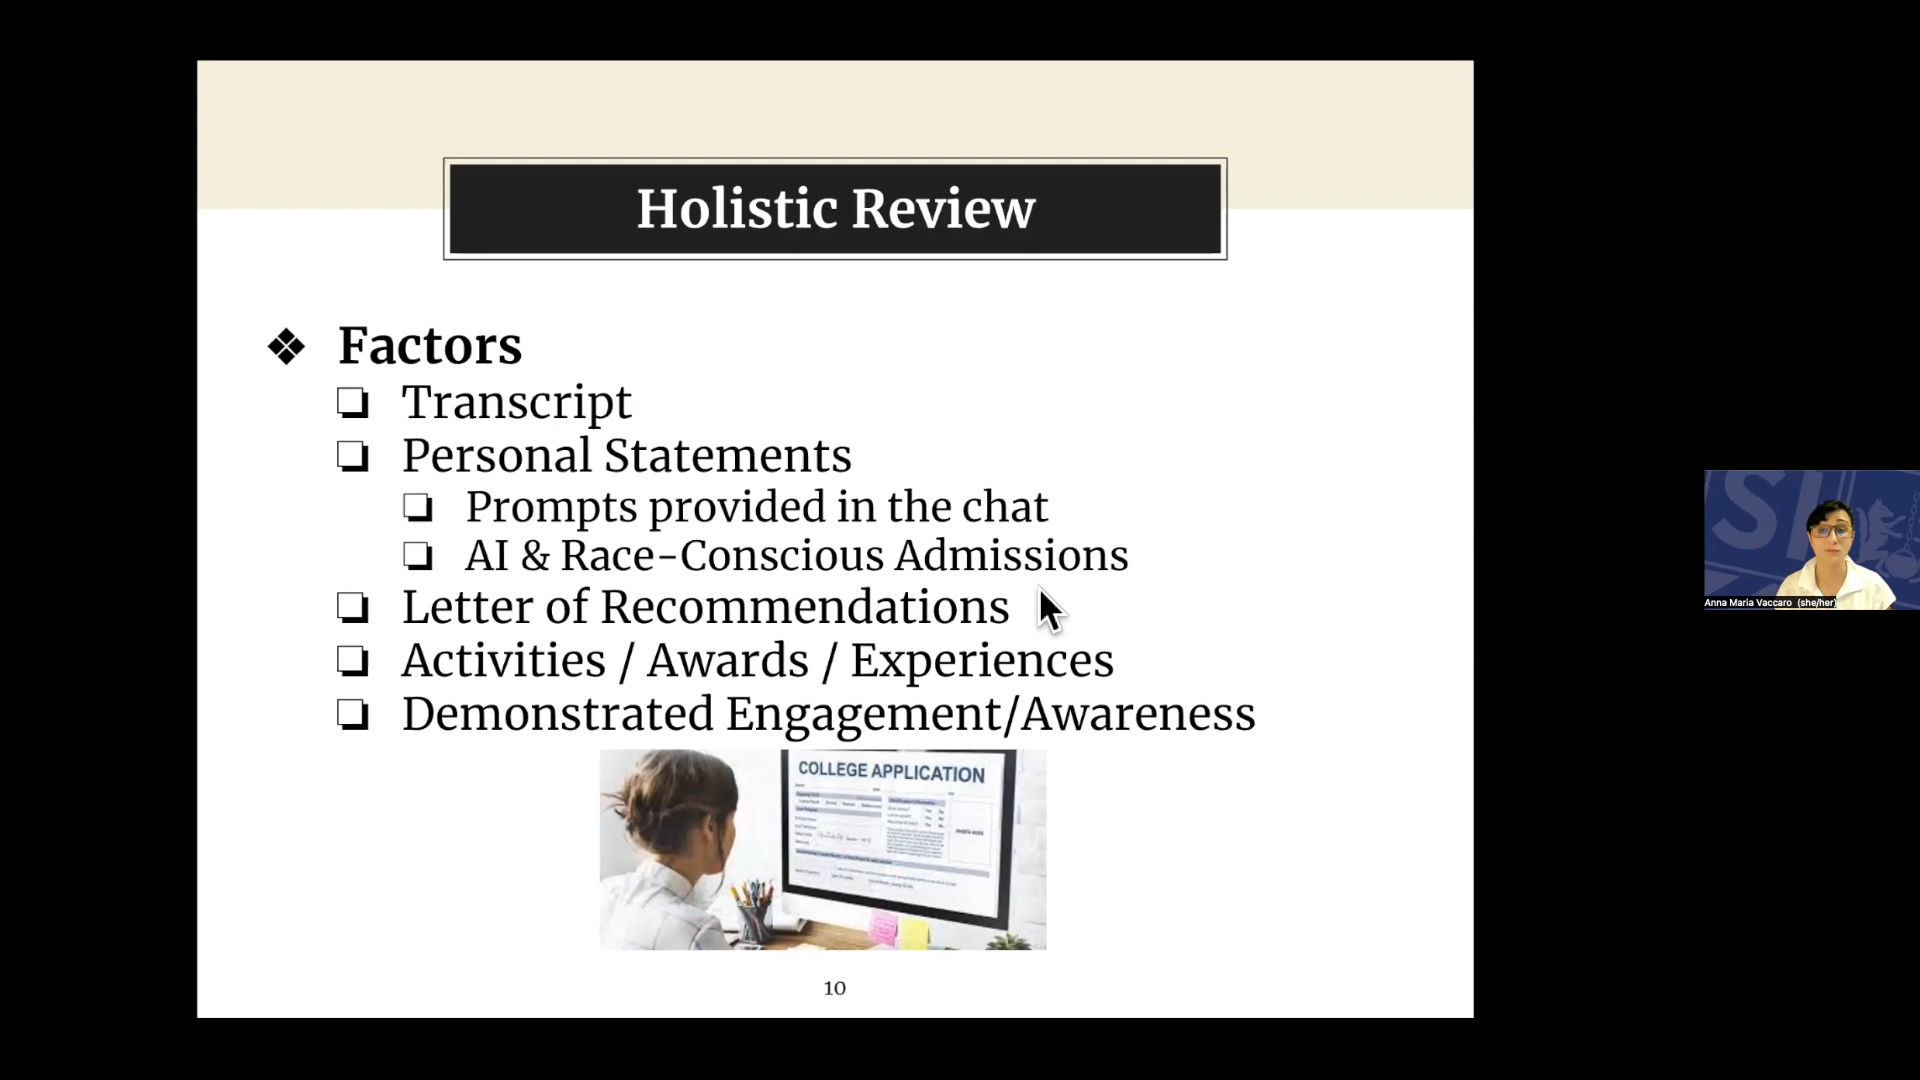 Holistic Review
❖ Factors
❑ Transcript
❑ Personal Statements
❑ Prompts provided in the chat
❑ AI & Race-Conscious Admissions
❑ Letter of Recommendations
❑ Activities / Awards / Experiences
❑ Demonstrated Engagement/Awareness
COLLEGE APPLICATION
10
SI
Anna Maria Vaccaro (she/her)